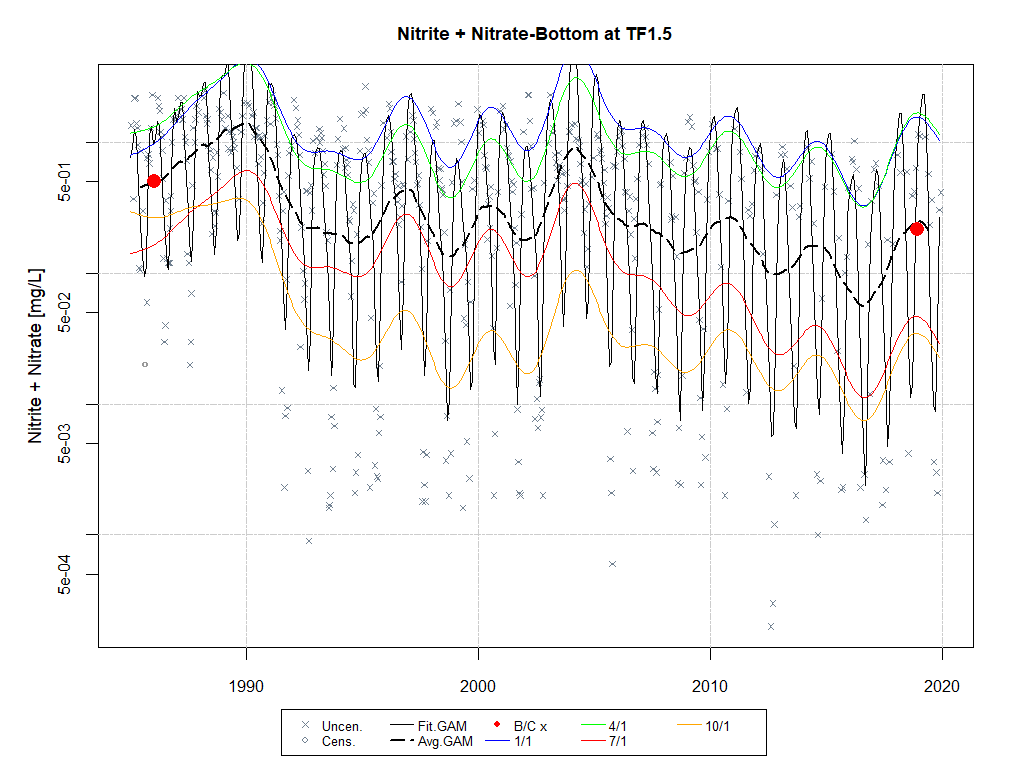 Nitrite + Nitrate-Bottom at TF1.5
Nitrite + Nitrate [mg/L]
5e-01
5e-02
5e-03
5e-04
1990 2000 2010 2020
Uncen. Fit.GAM B/C x 4/1 10/1
Cens. Avg.GAM 1/1 7/1